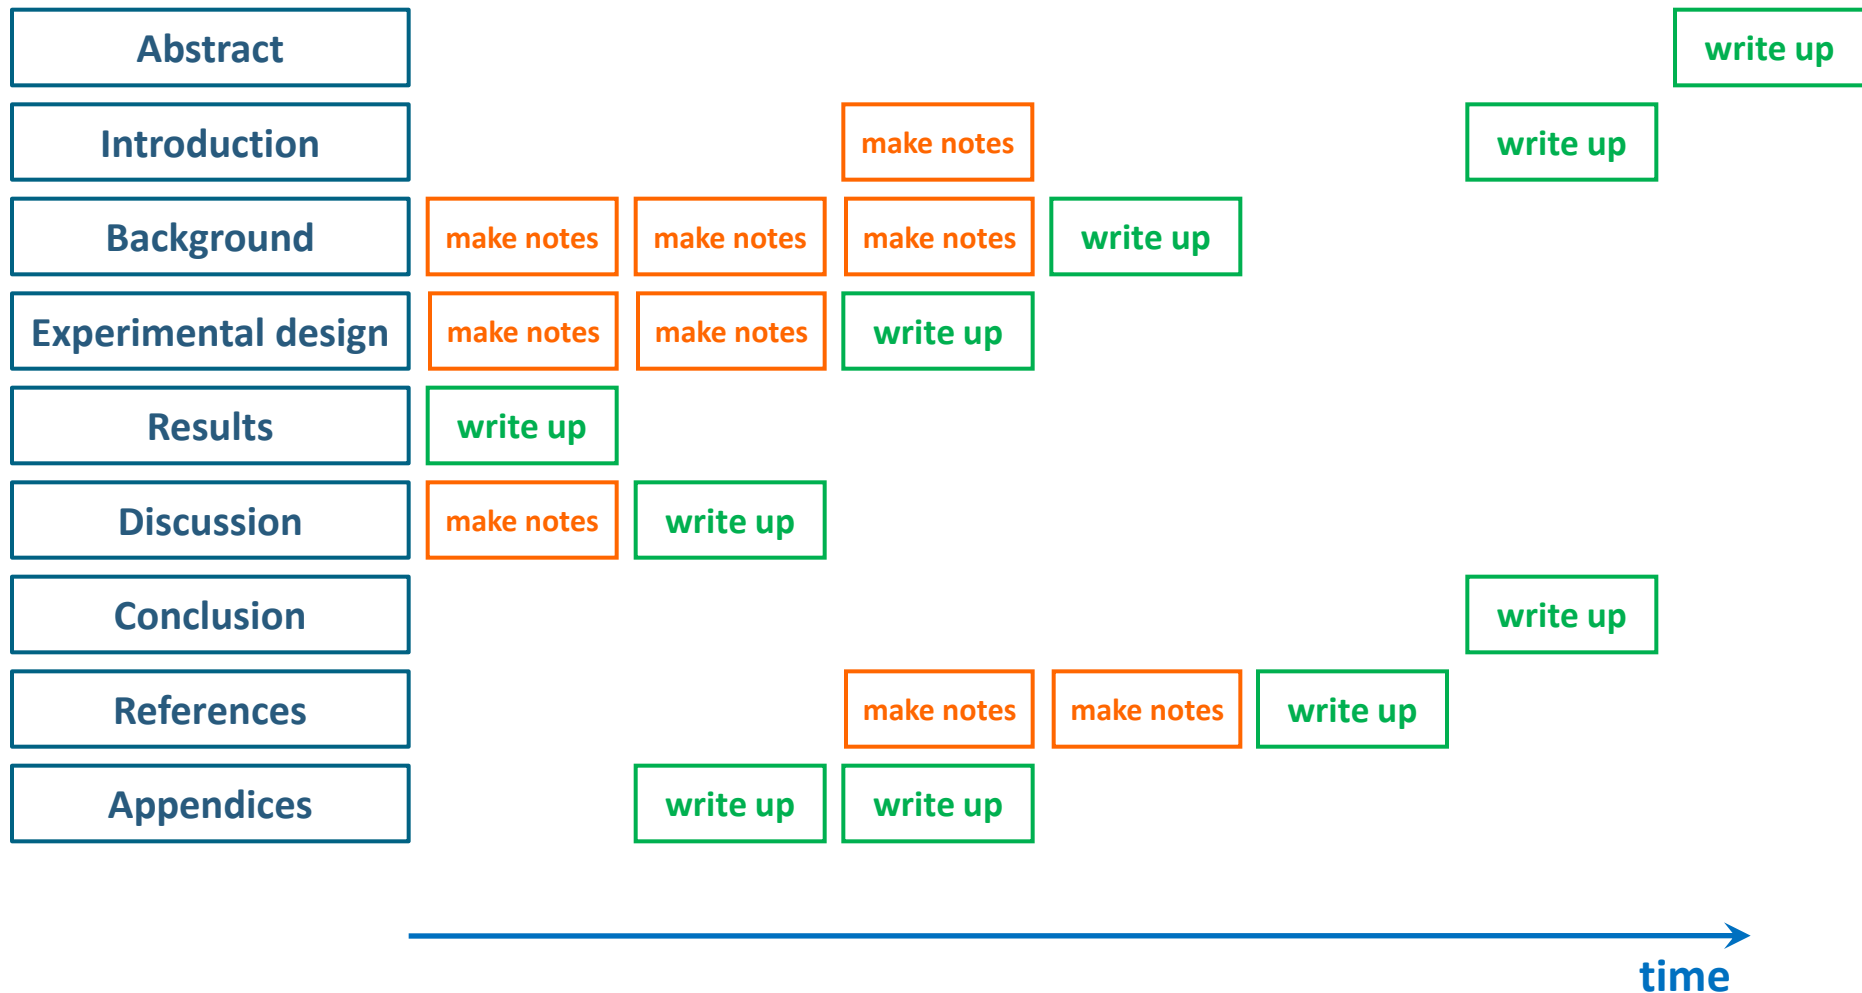 Abstract write up
Introduction make notes write up
Background make notes make notes make notes write up
Experimental design make notes make notes write up
Results write up
Discussion make notes write up
Conclusion write up
References make notes make notes write up
Appendices write up write up
time